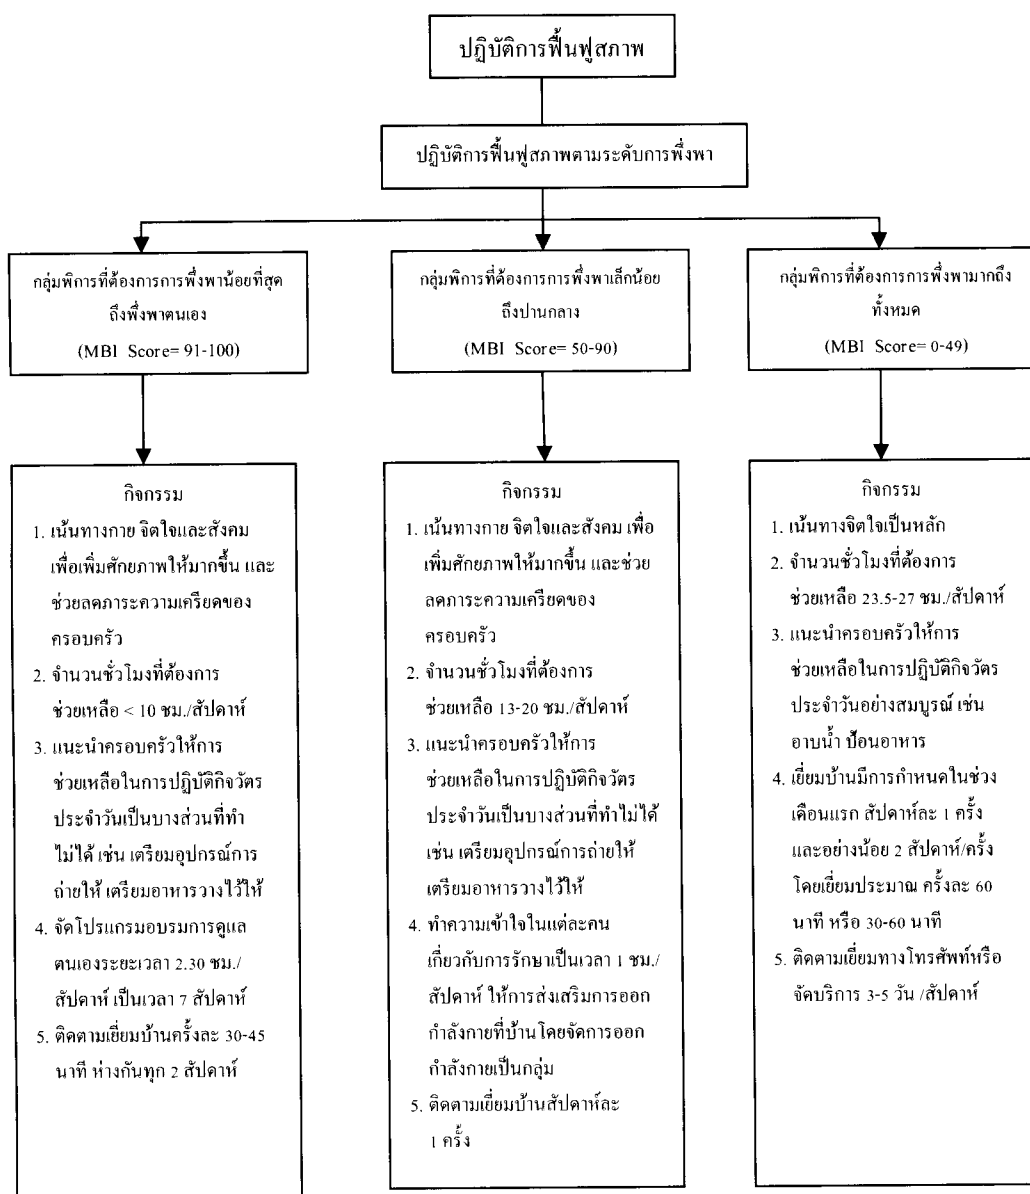 ปฏิบัติการฟื้นฟูสภาพ
ปฏิบัติการฟื้นฟูสภาพตามระดับการพึ่งพา
กลุ่มพิการที่ต้องการการพึ่งพาน้อยที่สุด
ถึงพึ่งพาตนเอง
(MBI Score= 91-100)
กลุ่มพิการที่ต้องการการพึ่งพาเล็กน้อย
ถึงปานกลาง
(MBI Score= 50-90)
กลุ่มพิการที่ต้องการการพึ่งพามากถึง
ทั้งหมด
(MBI Score= 0-49)
กิจกรรม
1. เน้นทางกาย จิตใจและสังคม
เพื่อเพิ่มศักยภาพให้มากขึ้น และ
ช่วยลดภาระความเครียดของ
ครอบครัว
2. จำนวนชั่วโมงที่ต้องการ
ช่วยเหลือ < 10 ชม./สัปดาห์
3. แนะนำครอบครัวให้การ
ช่วยเหลือในการปฏิบัติกิจวัตร
ประจำวันเป็นบางส่วนที่ทำ
ไม่ได้ เช่น เตรียมอุปกรณ์การ
ถ่ายให้ เตรียมอาหารวางไว้ให้
4. จัดโปรแกรมอบรมการดูแล
ตนเองระยะเวลา 2.30 ชม./
สัปดาห์ เป็นเวลา 7 สัปดาห์
5. ติดตามเยี่ยมบ้านครั้งละ 30-45
นาที ห่างกันทุก 2 สัปดาห์
กิจกรรม
1. เน้นทางกาย จิตใจและสังคม เพื่อ
เพิ่มศักยภาพให้มากขึ้น และช่วย
ลดภาระความเครียดของ
ครอบครัว
2. จำนวนชั่วโมงที่ต้องการ
ช่วยเหลือ 13-20 ชม./สัปดาห์
3. แนะนำครอบครัวให้การ
ช่วยเหลือในการปฏิบัติกิจวัตร
ประจำวันเป็นบางส่วนที่ทำไม่ได้
เช่น เตรียมอุปกรณ์การถ่ายให้
เตรียมอาหารวางไว้ให้
4. ทำความเข้าใจในแต่ละคน
เกี่ยวกับการรักษาเป็นเวลา 1 ชม./
สัปดาห์ ให้การส่งเสริมการออก
กำลังกายที่บ้าน โดยจัดการออก
กำลังกายเป็นกลุ่ม
5. ติดตามเยี่ยมบ้านสัปดาห์ละ
1 ครั้ง
กิจกรรม
1. เน้นทางจิตใจเป็นหลัก
2. จำนวนชั่วโมงที่ต้องการ
ช่วยเหลือ 23.5-27 ชม./สัปดาห์
3. แนะนำครอบครัวให้การ
ช่วยเหลือในการปฏิบัติกิจวัตร
ประจำวันอย่างสมบูรณ์ เช่น
อาบน้ำ ป้อนอาหาร
4. เยี่ยมบ้านมีการกำหนดในช่วง
เดือนแรก สัปดาห์ละ 1 ครั้ง
และอย่างน้อย 2 สัปดาห์/ครั้ง
โดยเยี่ยมประมาณ ครั้งละ 60
นาที หรือ 30-60 นาที
5. ติดตามเยี่ยมทางโทรศัพท์หรือ
จัดบริการ 3-5 วัน /สัปดาห์